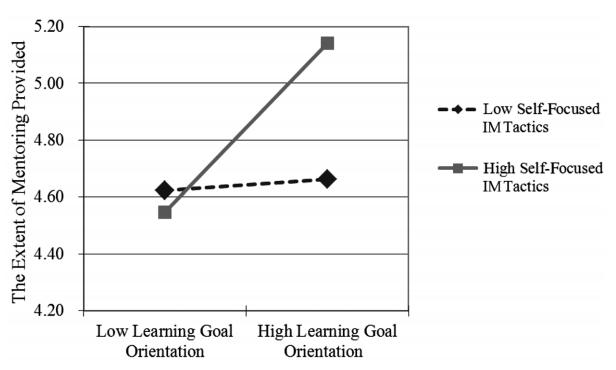 The Extent of Mentoring Provided
5.20
5.00
4.80
4.60
4.40
4.20
Low Learning Goal
Orientation
High Learning Goal
Orientation
Low Self-Focused
IM Tactics
High Self-Focused
IM Tactics